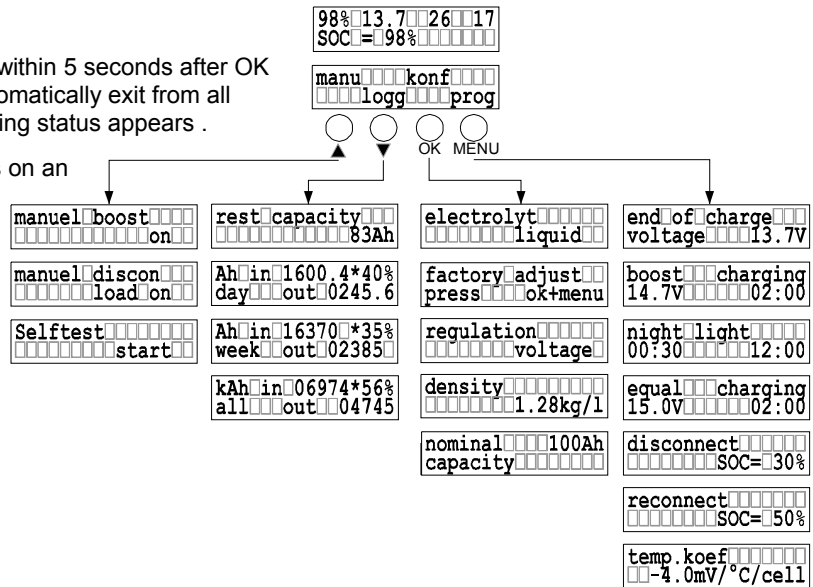 98% 13.7 26 17
SOC = 98%
within 5 seconds after OK
omatically exit from all
ing status appears .
on an
manu konf
logg prog
▲ ▼ OK MENU
manuel boost
on
manuel discon
load on
Selftest
start
rest capacity
83Ah
Ah in 1600.4*40%
day out 0245.6
Ah in 16370 *35%
week out 02385
kAh in 06974*56%
all out 04745
electrolyt
liquid
factory adjust
press ok+menu
regulation
voltage
density
1.28kg/l
nominal 100Ah
capacity
end of charge
voltage 13.7V
boost charging
14.7V 02:00
night light
00:30 12:00
equal charging
15.0V 02:00
disconnect
SOC= 30%
reconnect
SOC= 50%
temp.koef
-4.0mV/°C/cell